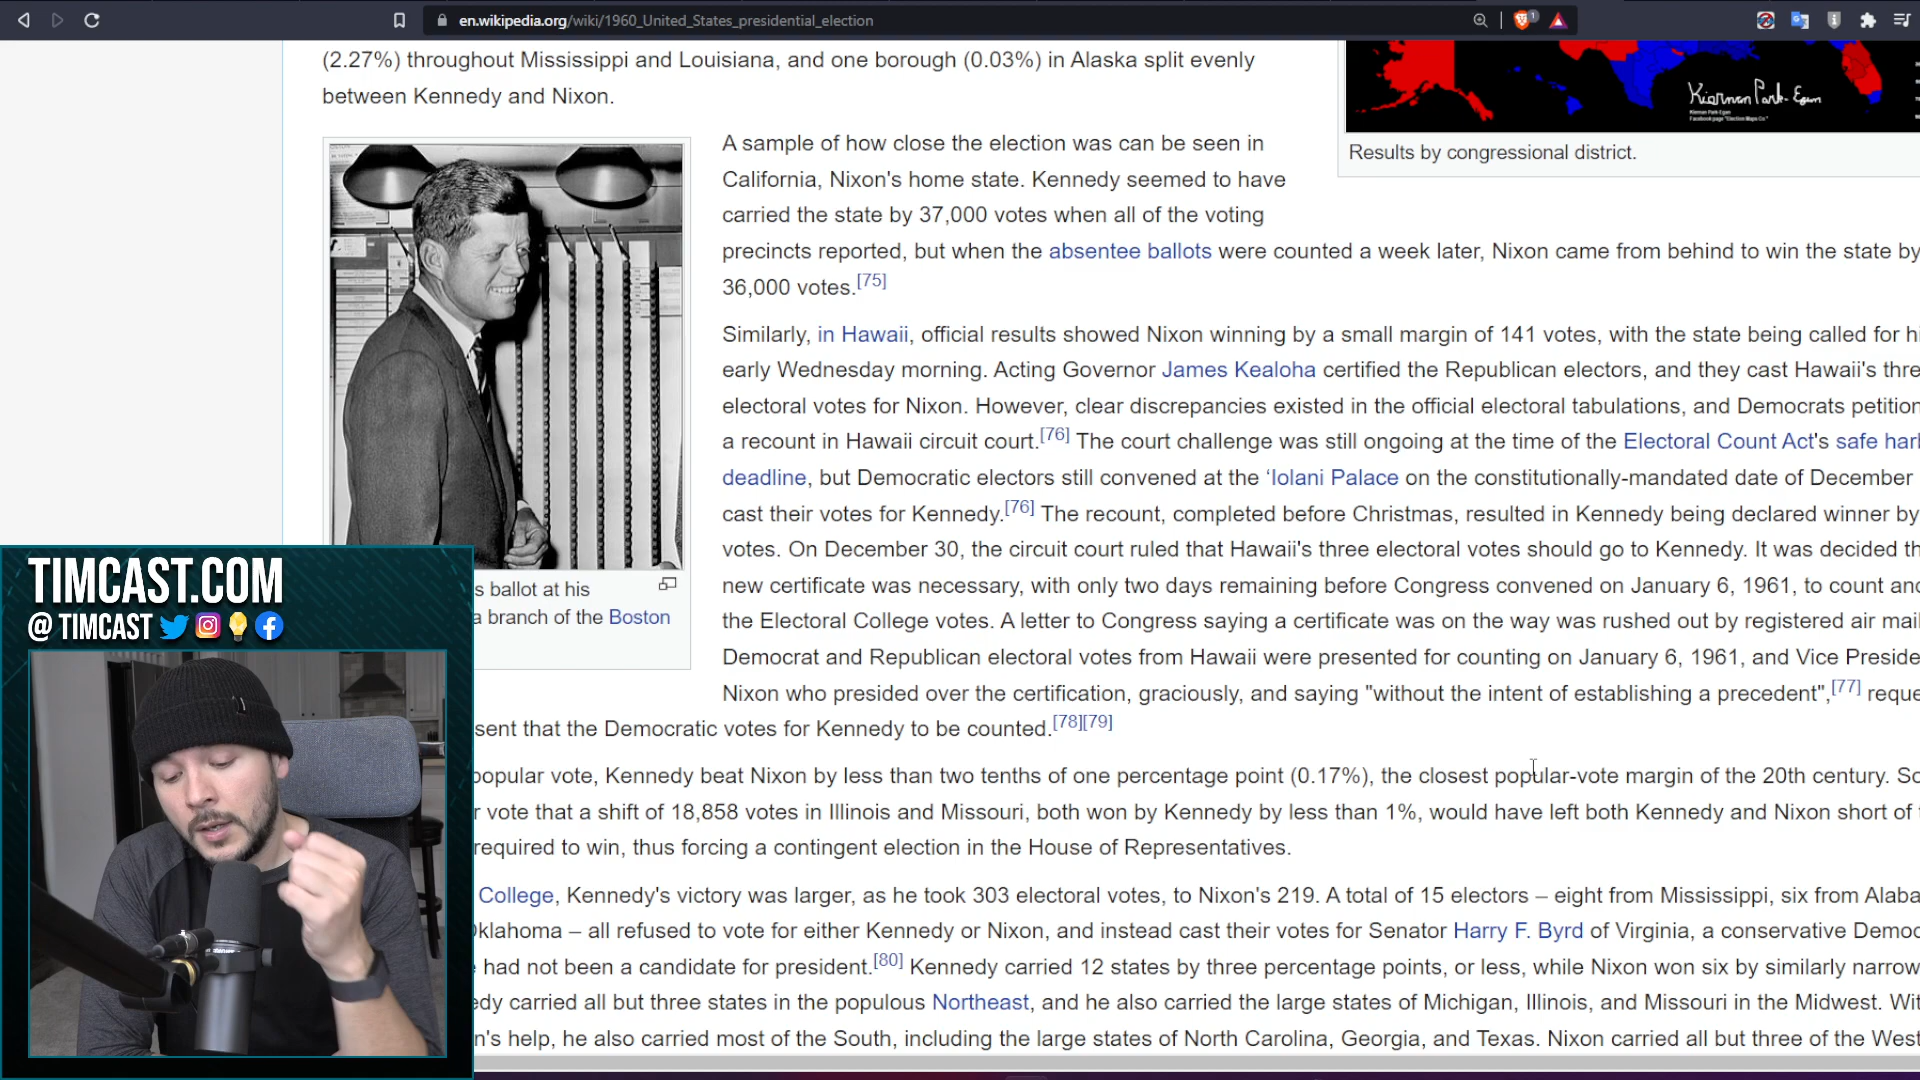 en.wikipedia.org/wiki/1960_United_States_presidential_election
(2.27%) throughout Mississippi and Louisiana, and one borough (0.03%) in Alaska split evenly
between Kennedy and Nixon.
Kiernan Park-Egan
Results by congressional district.
A sample of how close the election was can be seen in
California, Nixon's home state. Kennedy seemed to have
carried the state by 37,000 votes when all of the voting
precincts reported, but when the absentee ballots were counted a week later, Nixon came from behind to win the state by
36,000 votes.[75]
Similarly, in Hawaii, official results showed Nixon winning by a small margin of 141 votes, with the state being called for hi
early Wednesday morning. Acting Governor James Kealoha certified the Republican electors, and they cast Hawaii's thre
electoral votes for Nixon. However, clear discrepancies existed in the official electoral tabulations, and Democrats petition
a recount in Hawaii circuit court.[76] The court challenge was still ongoing at the time of the Electoral Count Act's safe harb
deadline, but Democratic electors still convened at the ʻIolani Palace on the constitutionally-mandated date of December
cast their votes for Kennedy.[76] The recount, completed before Christmas, resulted in Kennedy being declared winner by
votes. On December 30, the circuit court ruled that Hawaii's three electoral votes should go to Kennedy. It was decided th
new certificate was necessary, with only two days remaining before Congress convened on January 6, 1961, to count and
the Electoral College votes. A letter to Congress saying a certificate was on the way was rushed out by registered air mail
Democrat and Republican electoral votes from Hawaii were presented for counting on January 6, 1961, and Vice Preside
Nixon who presided over the certification, graciously, and saying "without the intent of establishing a precedent",[77] reque
sent that the Democratic votes for Kennedy to be counted.[78][79]
s ballot at his
a branch of the Boston
popular vote, Kennedy beat Nixon by less than two tenths of one percentage point (0.17%), the closest popular-vote margin of the 20th century. So
r vote that a shift of 18,858 votes in Illinois and Missouri, both won by Kennedy by less than 1%, would have left both Kennedy and Nixon short of
required to win, thus forcing a contingent election in the House of Representatives.
College, Kennedy's victory was larger, as he took 303 electoral votes, to Nixon's 219. A total of 15 electors – eight from Mississippi, six from Alaba
Oklahoma – all refused to vote for either Kennedy or Nixon, and instead cast their votes for Senator Harry F. Byrd of Virginia, a conservative Democ
had not been a candidate for president.[80] Kennedy carried 12 states by three percentage points, or less, while Nixon won six by similarly narrow
edy carried all but three states in the populous Northeast, and he also carried the large states of Michigan, Illinois, and Missouri in the Midwest. Wit
n's help, he also carried most of the South, including the large states of North Carolina, Georgia, and Texas. Nixon carried all but three of the West
TIMCAST.COM
@ TIMCAST